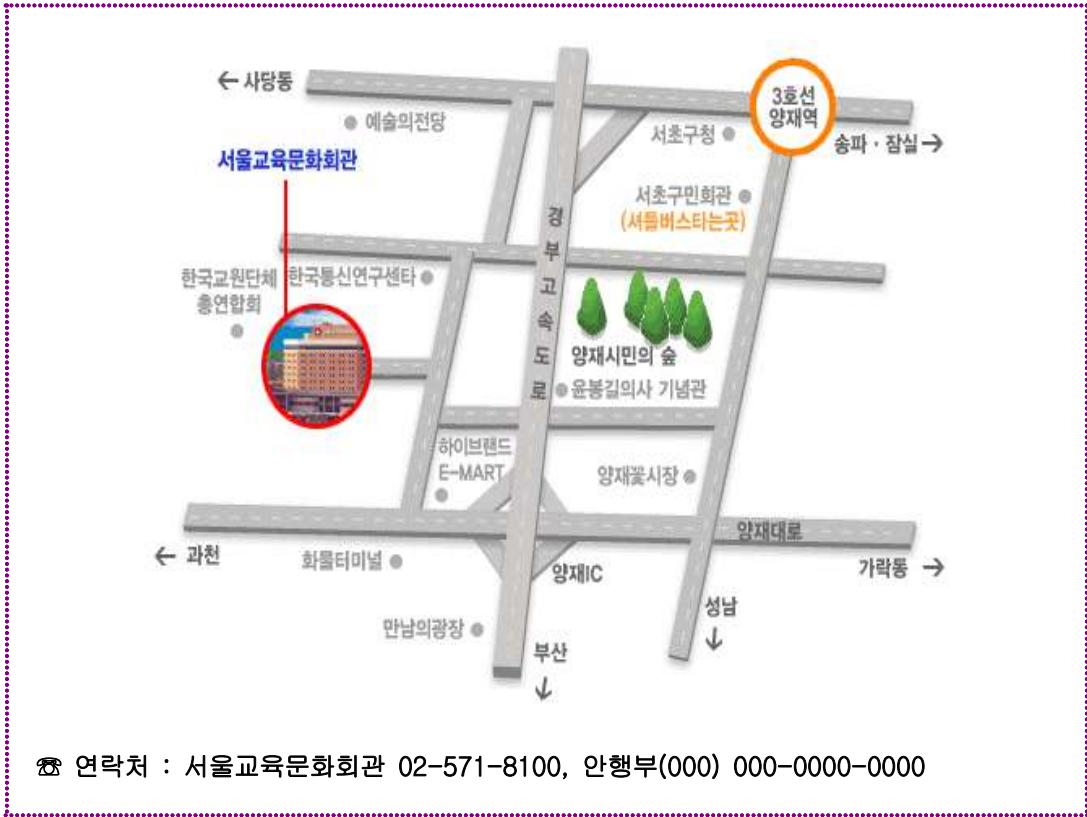 ← 사당동
3호선
양재역
예술의전당
서초구청
송파 · 잠실 →
서울교육문화회관
서초구민회관
(셔틀버스타는곳)
경부고속도로
한국교원단체
총연합회
한국통신연구센타
양재시민의 숲
윤봉길의사 기념관
하이브랜드
E-MART
양재꽃시장
양재대로
← 과천
화물터미널
양재IC
가락동 →
성남
↓
만남의광장
부산
↓
☏ 연락처 : 서울교육문화회관 02-571-8100, 안행부(000) 000-0000-0000